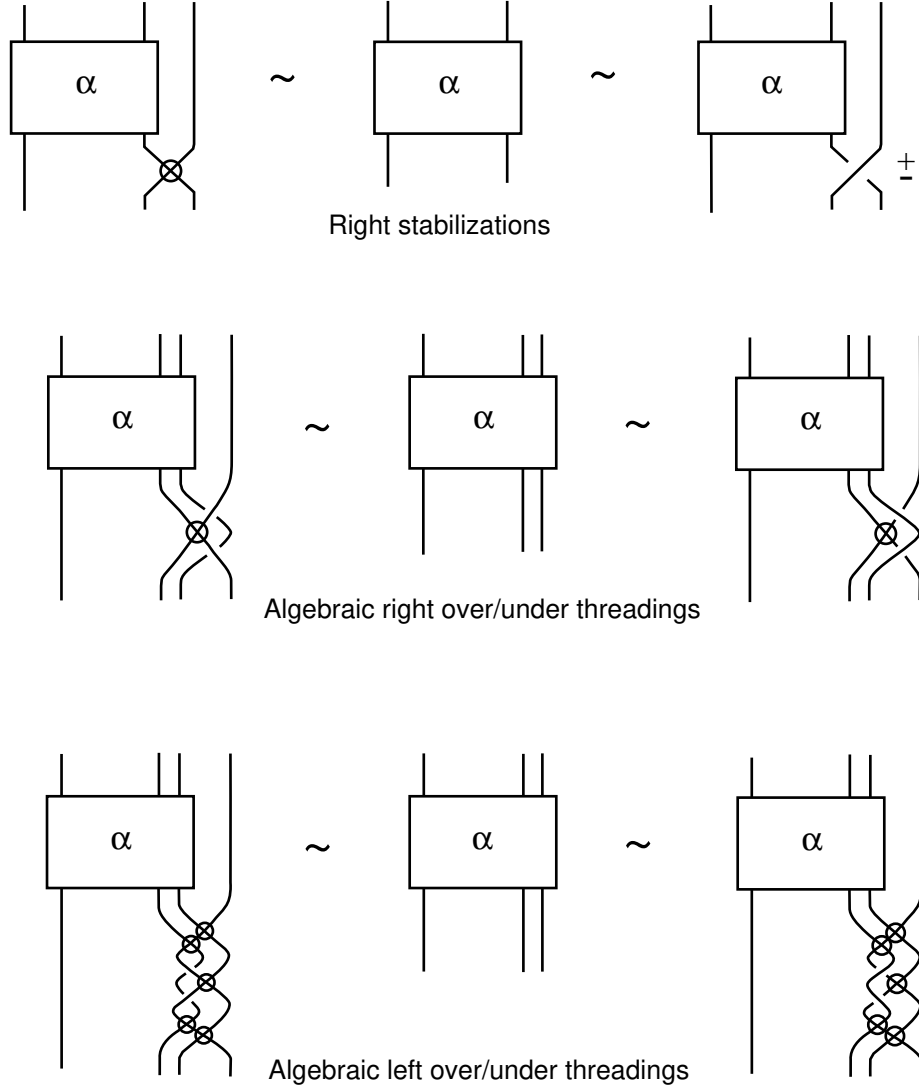 α ~ α ~ α ±
Right stabilizations
α ~ α ~ α
Algebraic right over/under threadings
α ~ α ~ α
Algebraic left over/under threadings